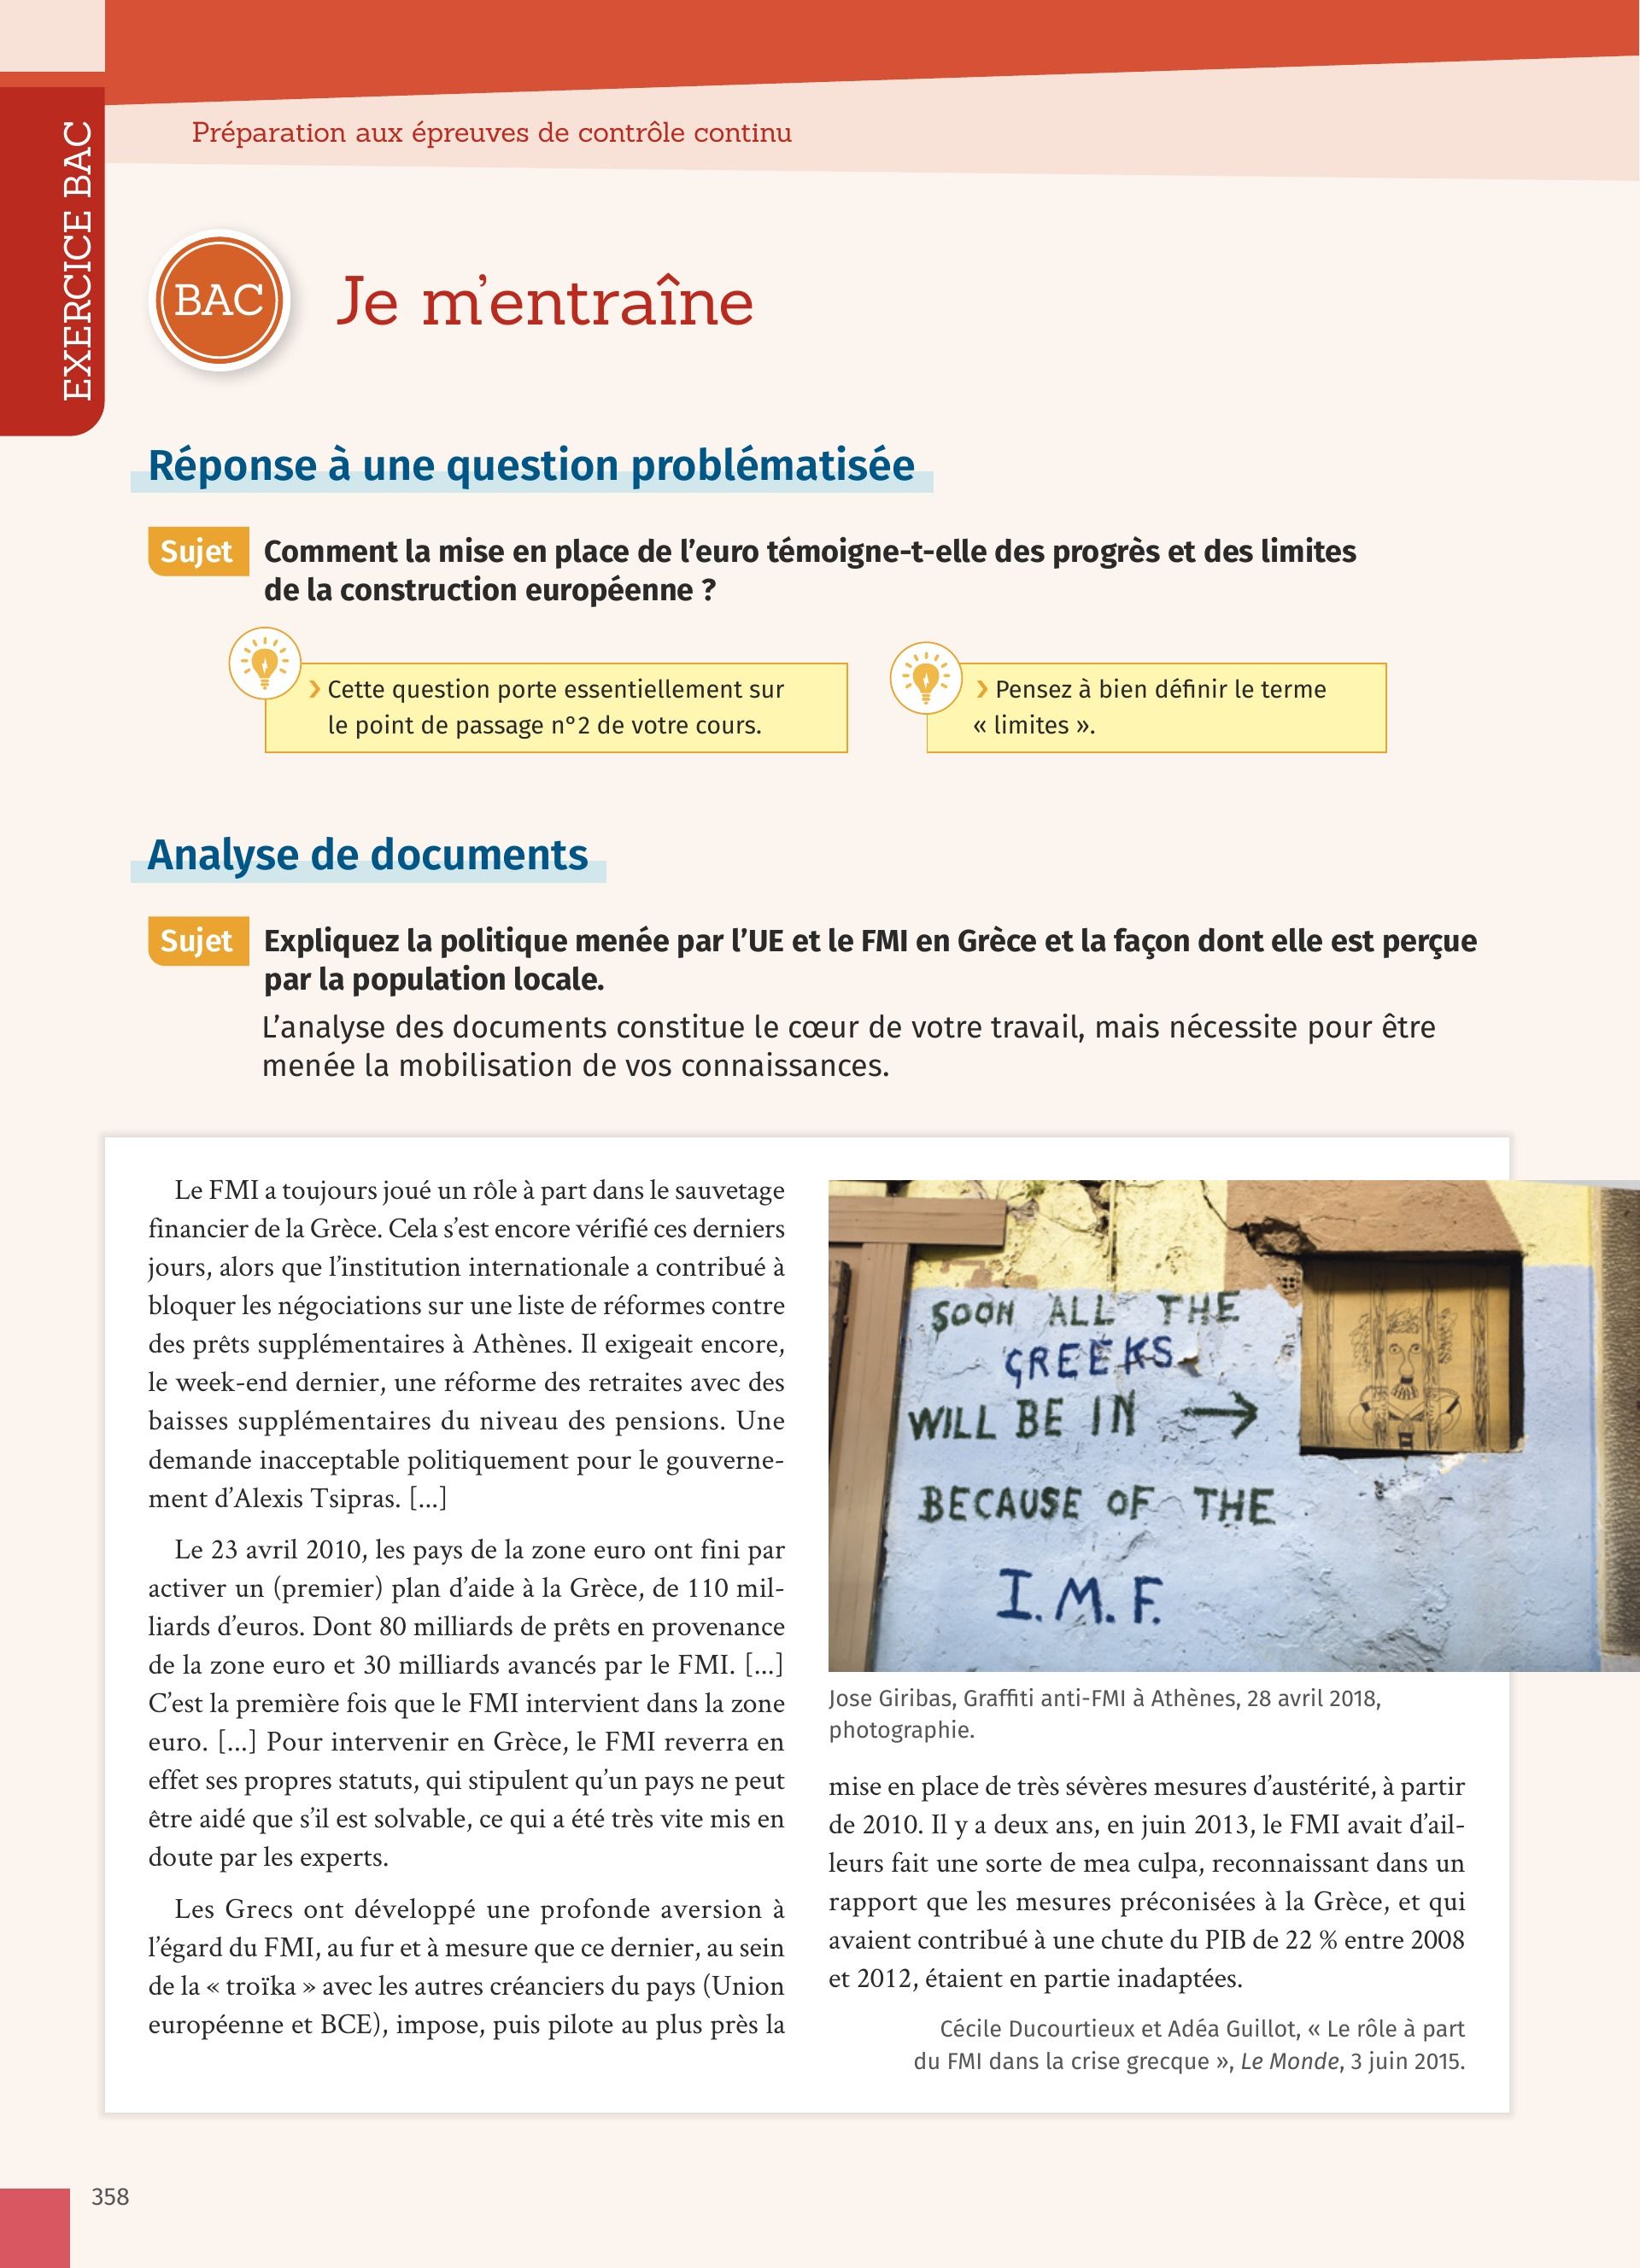 EXERCICE BAC
Préparation aux épreuves de contrôle continu
BAC
Je m'entraîne
Réponse à une question problématisée
Sujet
Comment la mise en place de l'euro témoigne-t-elle des progrès et des limites
de la construction européenne ?
› Cette question porte essentiellement sur
le point de passage n°2 de votre cours.
› Pensez à bien définir le terme
« limites ».
Analyse de documents
Sujet
Expliquez la politique menée par l'UE et le FMI en Grèce et la façon dont elle est perçue
par la population locale.
L'analyse des documents constitue le cœur de votre travail, mais nécessite pour être
menée la mobilisation de vos connaissances.
Le FMI a toujours joué un rôle à part dans le sauvetage
financier de la Grèce. Cela s'est encore vérifié ces derniers
jours, alors que l'institution internationale a contribué à
bloquer les négociations sur une liste de réformes contre
des prêts supplémentaires à Athènes. Il exigeait encore,
le week-end dernier, une réforme des retraites avec des
baisses supplémentaires du niveau des pensions. Une
demande inacceptable politiquement pour le gouverne-
ment d'Alexis Tsipras. [...]
Le 23 avril 2010, les pays de la zone euro ont fini par
activer un (premier) plan d'aide à la Grèce, de 110 mil-
liards d'euros. Dont 80 milliards de prêts en provenance
de la zone euro et 30 milliards avancés par le FMI. [...]
C'est la première fois que le FMI intervient dans la zone
euro. [...] Pour intervenir en Grèce, le FMI reverra en
effet ses propres statuts, qui stipulent qu'un pays ne peut
être aidé que s'il est solvable, ce qui a été très vite mis en
doute par les experts.
Les Grecs ont développé une profonde aversion à
l'égard du FMI, au fur et à mesure que ce dernier, au sein
de la « troïka » avec les autres créanciers du pays (Union
européenne et BCE), impose, puis pilote au plus près la
SOON ALL THE
GREEKS
WILL BE IN →
BECAUSE OF THE
I.M.F.
Jose Giribas, Graffiti anti-FMI à Athènes, 28 avril 2018,
photographie.
mise en place de très sévères mesures d'austérité, à partir
de 2010. Il y a deux ans, en juin 2013, le FMI avait d'ail-
leurs fait une sorte de mea culpa, reconnaissant dans un
rapport que les mesures préconisées à la Grèce, et qui
avaient contribué à une chute du PIB de 22 % entre 2008
et 2012, étaient en partie inadaptées.
Cécile Ducourtieux et Adéa Guillot, « Le rôle à part
du FMI dans la crise grecque », Le Monde, 3 juin 2015.
358